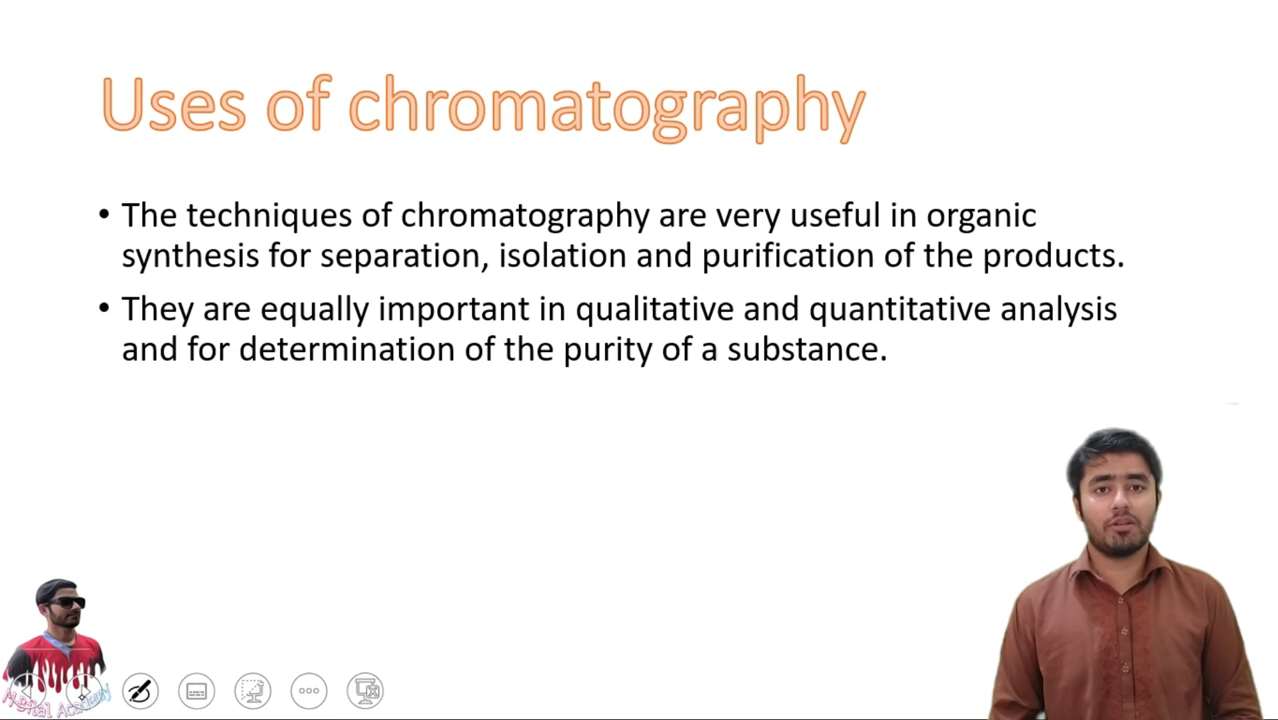 Uses of chromatography
• The techniques of chromatography are very useful in organic
synthesis for separation, isolation and purification of the products.
• They are equally important in qualitative and quantitative analysis
and for determination of the purity of a substance.
Academy